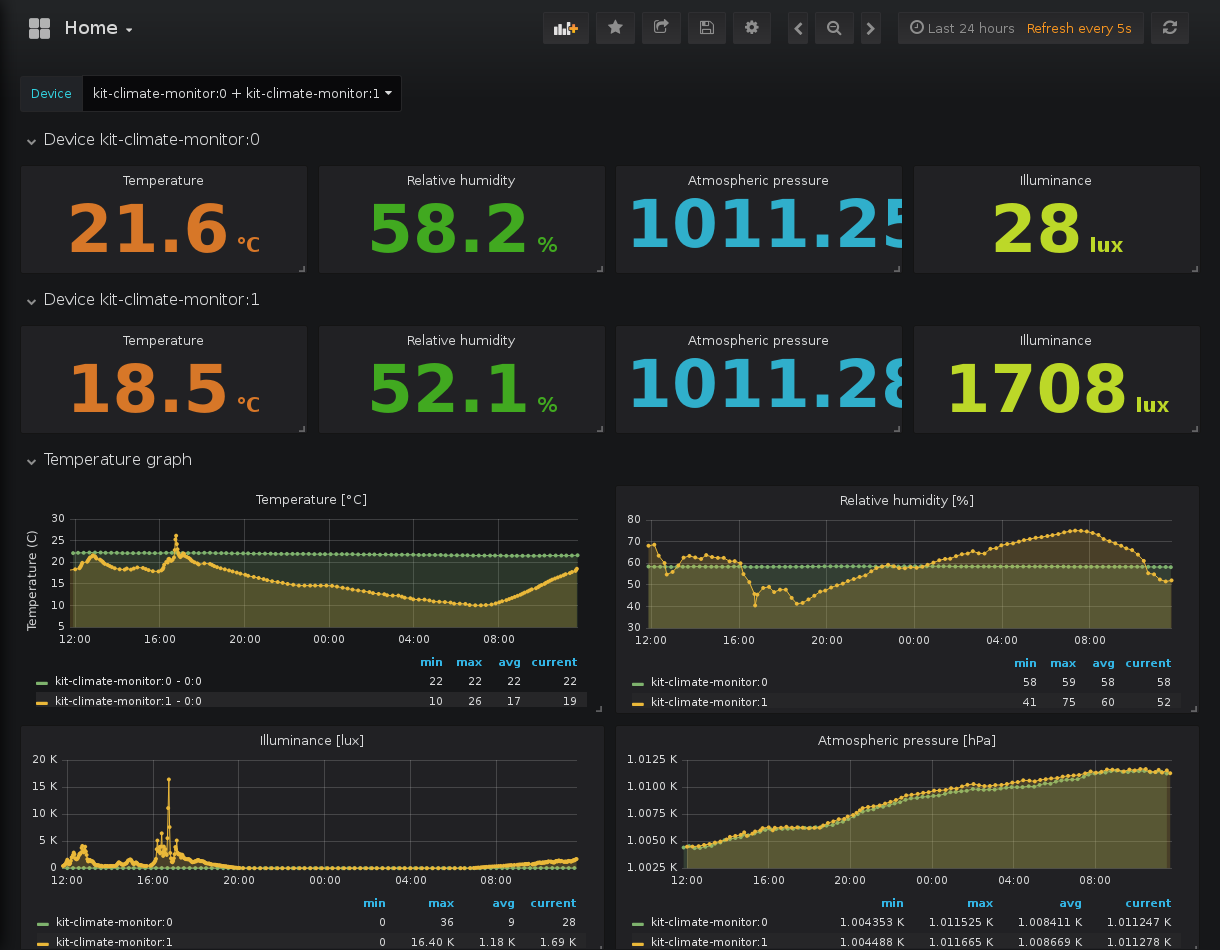 Home
Last 24 hours Refresh every 5s
Device kit-climate-monitor:0 + kit-climate-monitor:1
Device kit-climate-monitor:0
Temperature Relative humidity Atmospheric pressure Illuminance
21.6 °C 58.2 % 1011.25 28 lux
Device kit-climate-monitor:1
Temperature Relative humidity Atmospheric pressure Illuminance
18.5 °C 52.1 % 1011.28 1708 lux
Temperature graph
Temperature [°C]
Temperature (C)
30
25
20
15
10
5
12:00 16:00 20:00 00:00 04:00 08:00
min max avg current
kit-climate-monitor:0 - 0:0 22 22 22 22
kit-climate-monitor:1 - 0:0 10 26 17 19
Relative humidity [%]
80
70
60
50
40
30
12:00 16:00 20:00 00:00 04:00 08:00
min max avg current
kit-climate-monitor:0 58 59 58 58
kit-climate-monitor:1 41 75 60 52
Illuminance [lux]
20 K
15 K
10 K
5 K
0
12:00 16:00 20:00 00:00 04:00 08:00
min max avg current
kit-climate-monitor:0 0 36 9 28
kit-climate-monitor:1 0 16.40 K 1.18 K 1.69 K
Atmospheric pressure [hPa]
1.0125 K
1.0100 K
1.0075 K
1.0050 K
1.0025 K
12:00 16:00 20:00 00:00 04:00 08:00
min max avg current
kit-climate-monitor:0 1.004353 K 1.011525 K 1.008411 K 1.011247 K
kit-climate-monitor:1 1.004488 K 1.011665 K 1.008669 K 1.011278 K